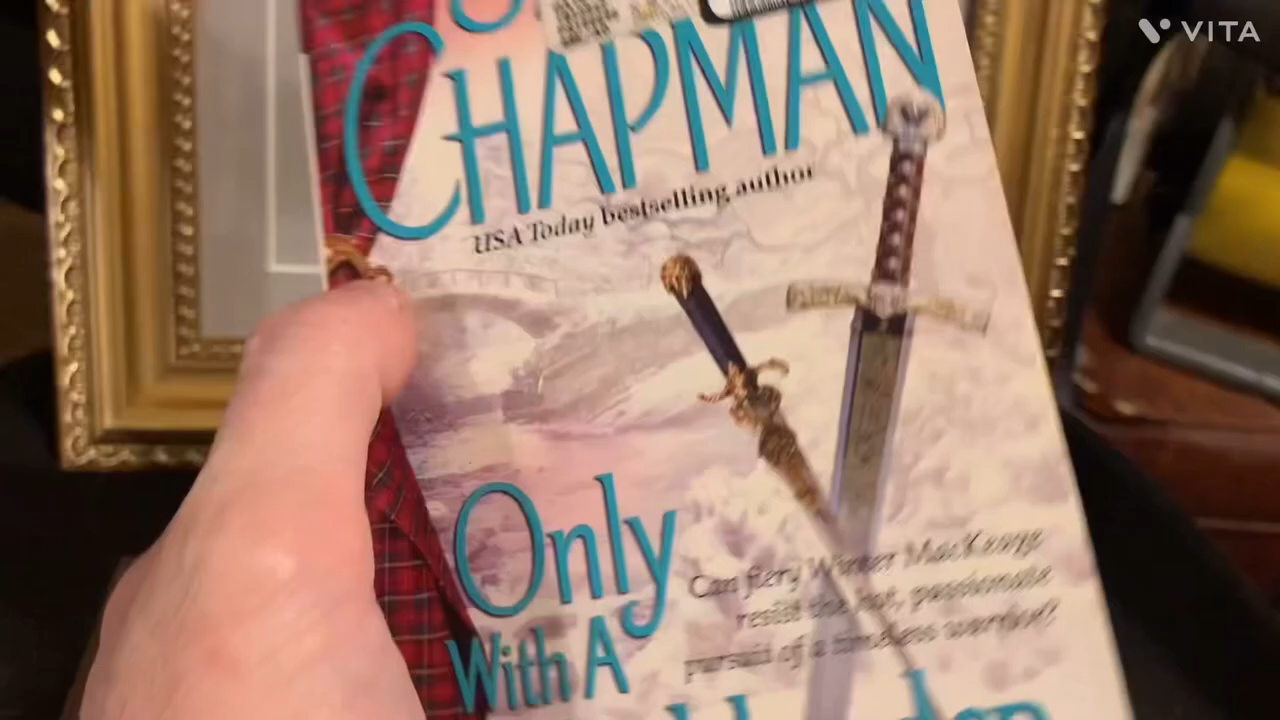 VITA
CHAPMAN
USA Today bestselling author
Only
With A
Can fiery Winter MacKeage
resist the hot, passionate
pursuit of a timeless warrior?